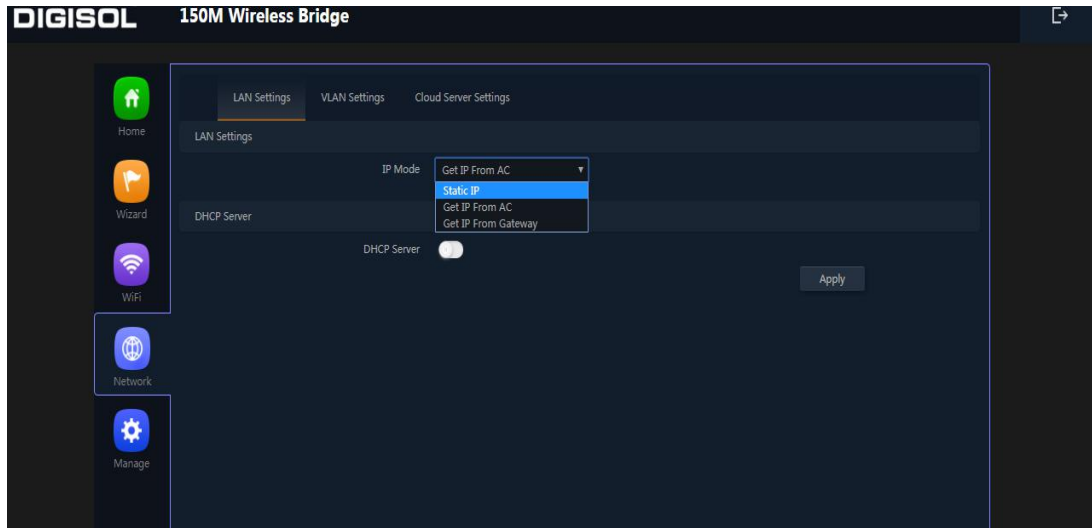 DIGISOL 150M Wireless Bridge
Home
Wizard
WiFi
Network
Manage
LAN Settings VLAN Settings Cloud Server Settings
LAN Settings
IP Mode Get IP From AC
Static IP
Get IP From AC
Get IP From Gateway
DHCP Server
DHCP Server
Apply